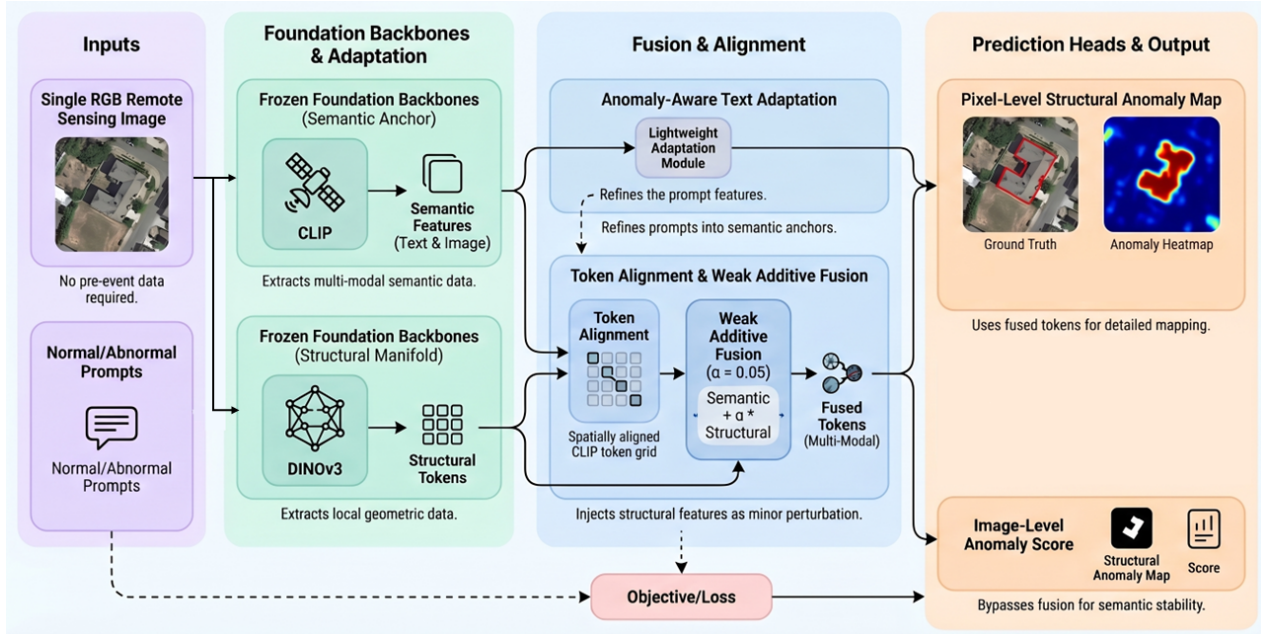 Inputs
Single RGB Remote
Sensing Image
No pre-event data
required.
Normal/Abnormal
Prompts
Normal/Abnormal
Prompts
Foundation Backbones
& Adaptation
Frozen Foundation Backbones
(Semantic Anchor)
CLIP
Semantic
Features
(Text & Image)
Extracts multi-modal semantic data.
Frozen Foundation Backbones
(Structural Manifold)
DINOv3
Structural
Tokens
Extracts local geometric data.
Fusion & Alignment
Anomaly-Aware Text Adaptation
Lightweight
Adaptation
Module
Refines the prompt features.
Refines prompts into semantic anchors.
Token Alignment & Weak Additive Fusion
Token
Alignment
Spatially aligned
CLIP token grid
Weak
Additive
Fusion
(α = 0.05)
Semantic
+ α *
Structural
Fused
Tokens
(Multi-Modal)
Injects structural features as minor perturbation.
Objective/Loss
Prediction Heads & Output
Pixel-Level Structural Anomaly Map
Ground Truth
Anomaly Heatmap
Uses fused tokens for detailed mapping.
Image-Level
Anomaly Score
Structural
Anomaly Map
Score
Bypasses fusion for semantic stability.